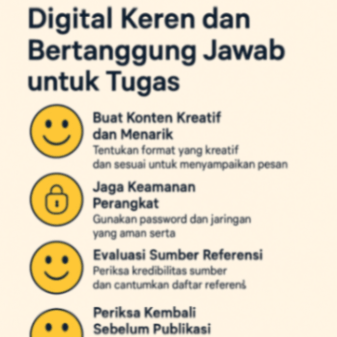 Digital Keren dan
Bertanggung Jawab
untuk Tugas
Buat Konten Kreatif
dan Menarik
Tentukan format yang kreatif
dan sesuai untuk menyampaikan pesan
Jaga Keamanan
Perangkat
Gunakan password dan jaringan
yang aman serta
Evaluasi Sumber Referensi
Periksa kredibilitas sumber
dan cantumkan daftar
Periksa Kembali
Sebelum Publikasi